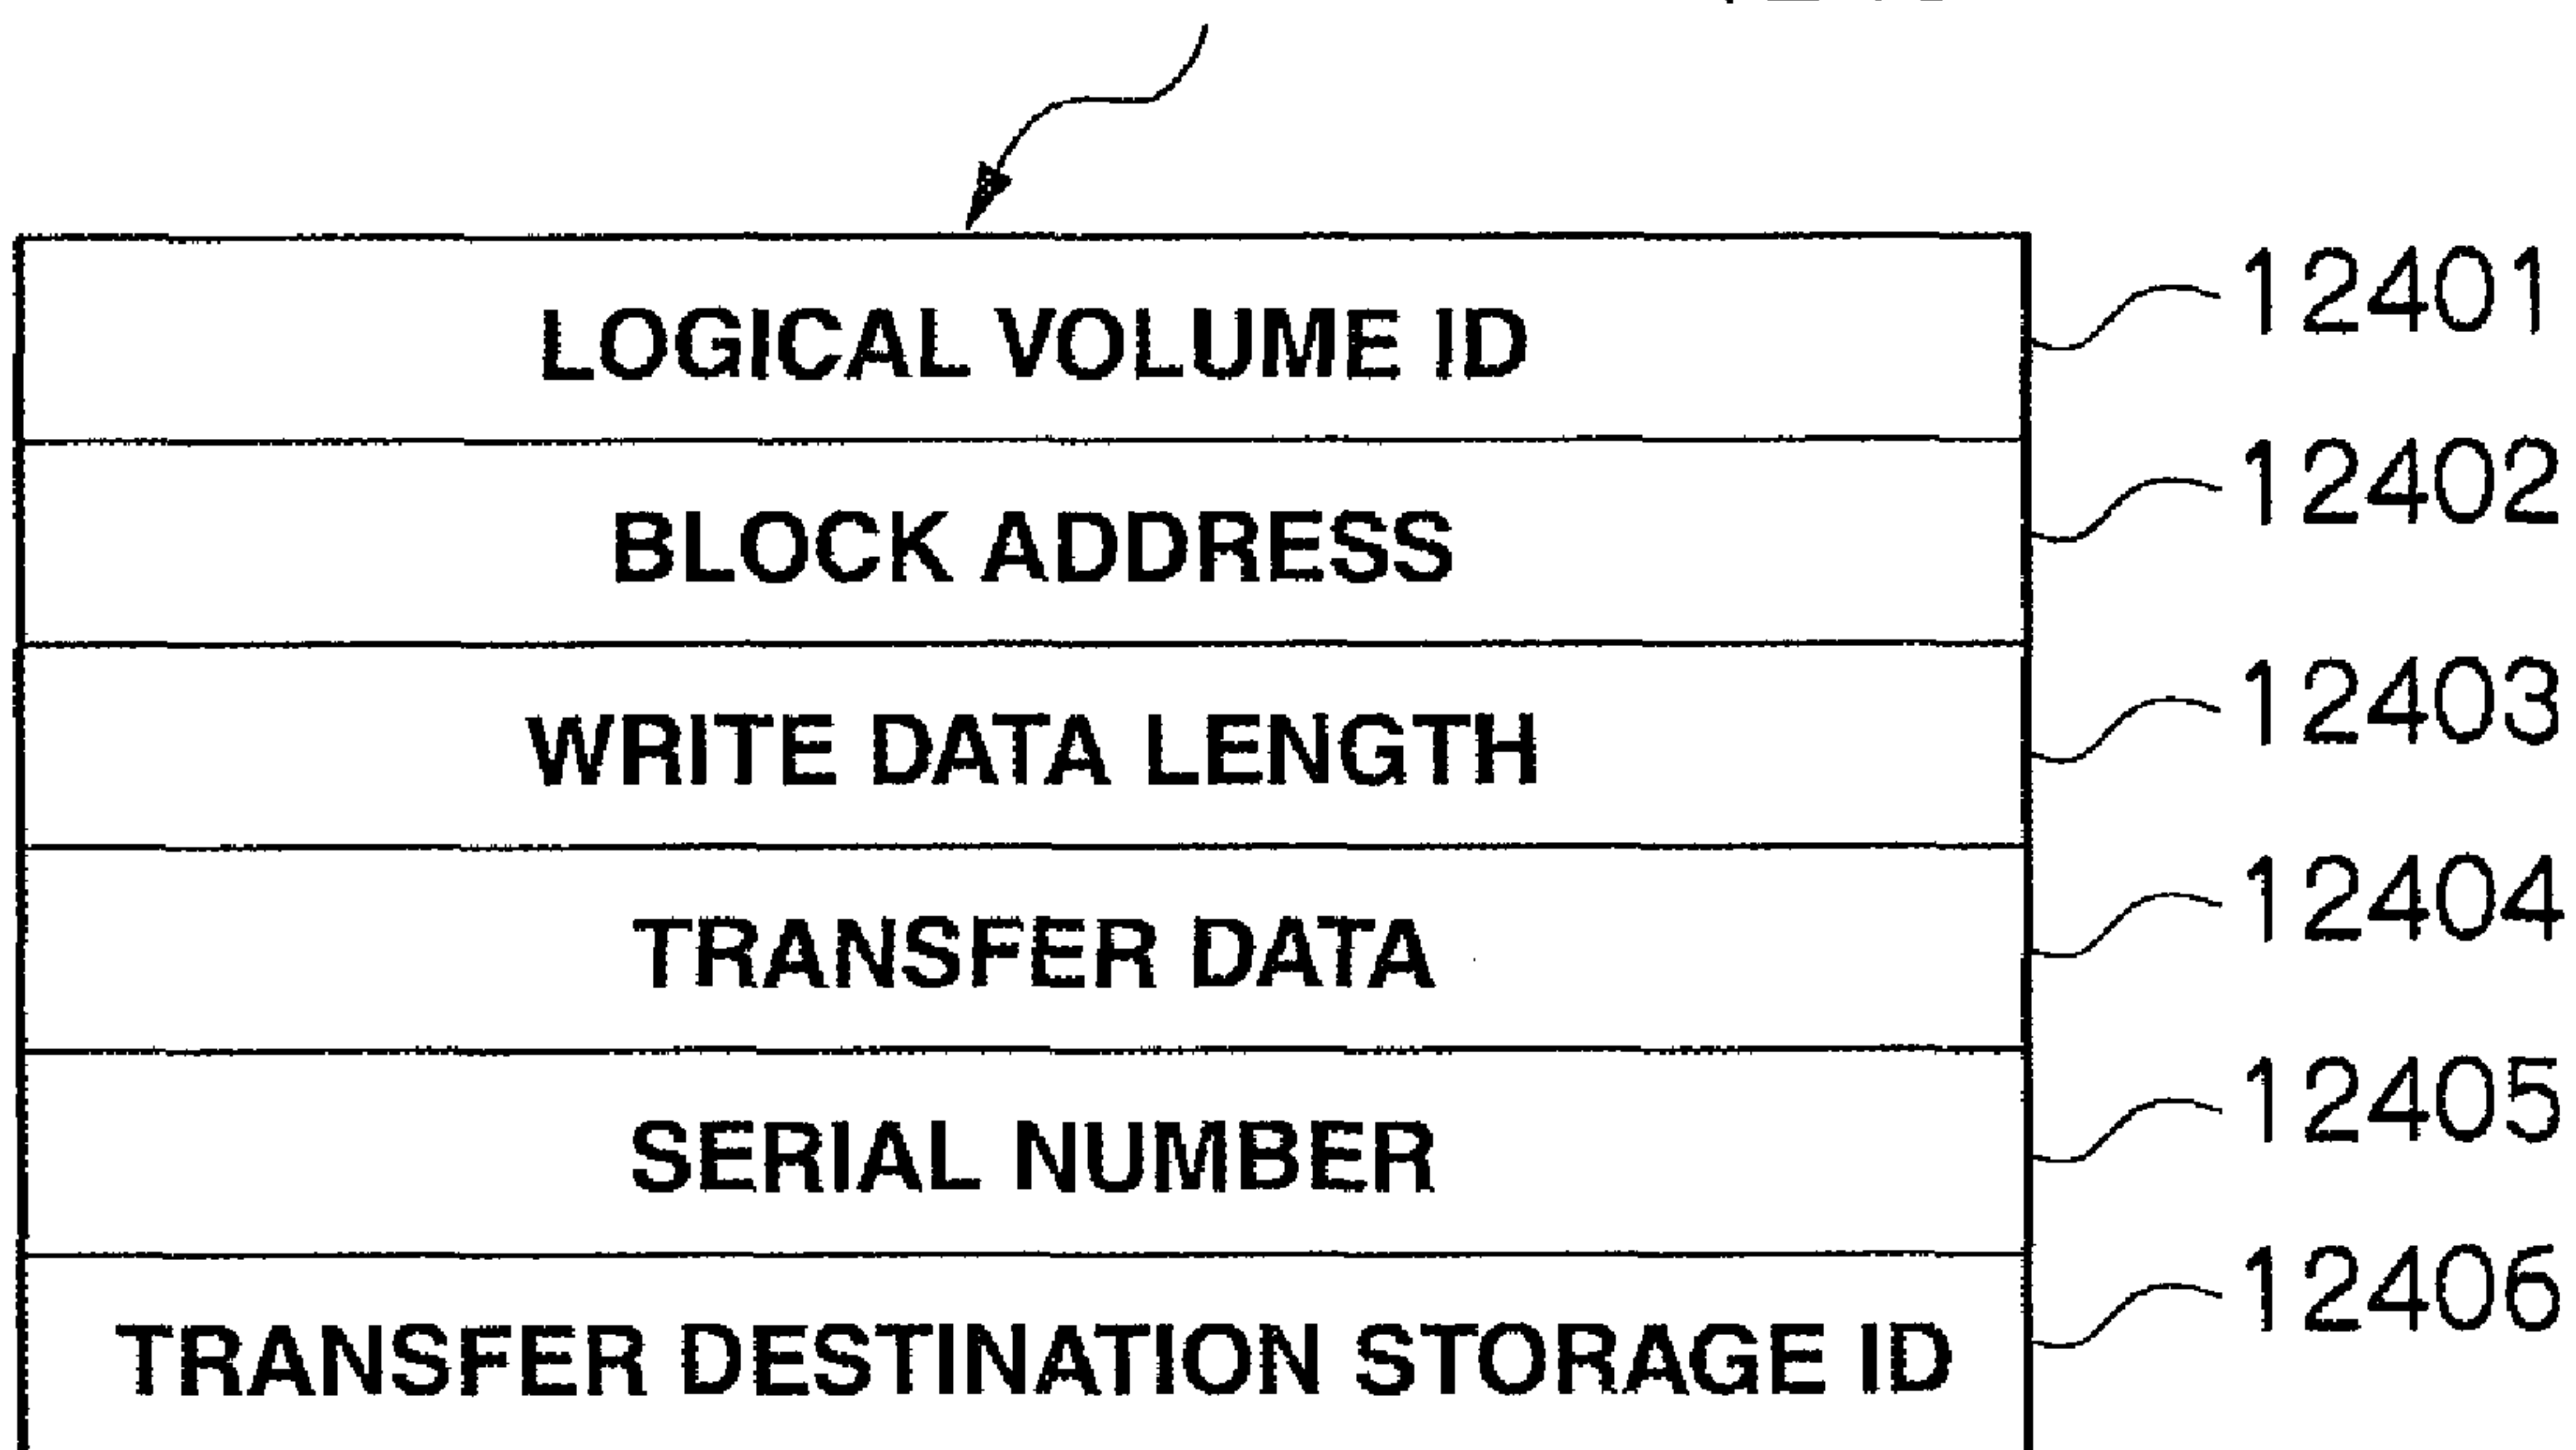 LOGICAL VOLUME ID 12401
BLOCK ADDRESS 12402
WRITE DATA LENGTH 12403
TRANSFER DATA 12404
SERIAL NUMBER 12405
TRANSFER DESTINATION STORAGE ID 12406